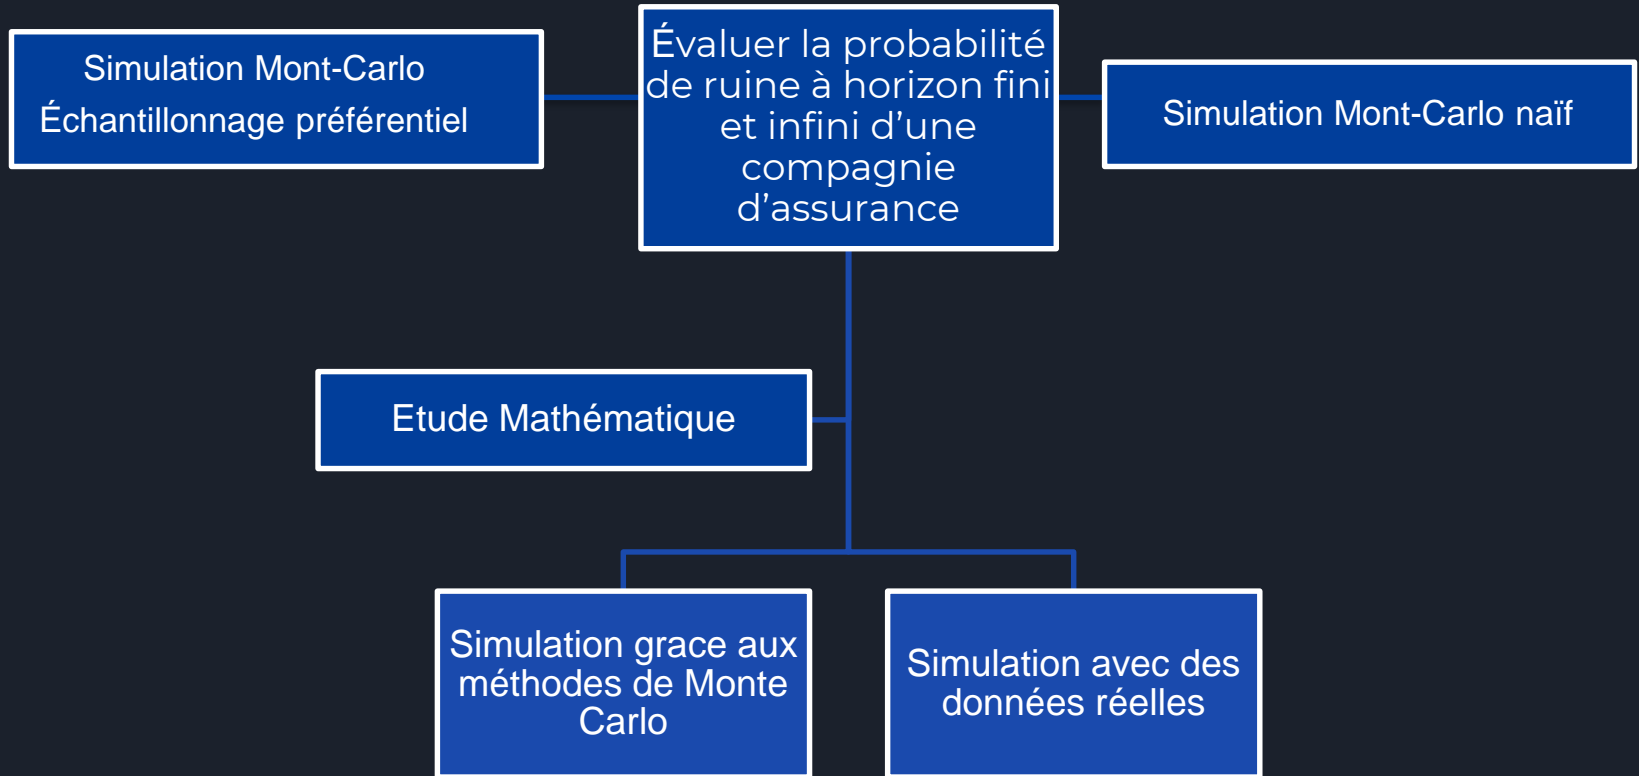 Simulation Mont-Carlo
Échantillonnage préférentiel
Évaluer la probabilité
de ruine à horizon fini
et infini d’une
compagnie
d’assurance
Simulation Mont-Carlo naïf
Etude Mathématique
Simulation grace aux
méthodes de Monte
Carlo
Simulation avec des
données réelles